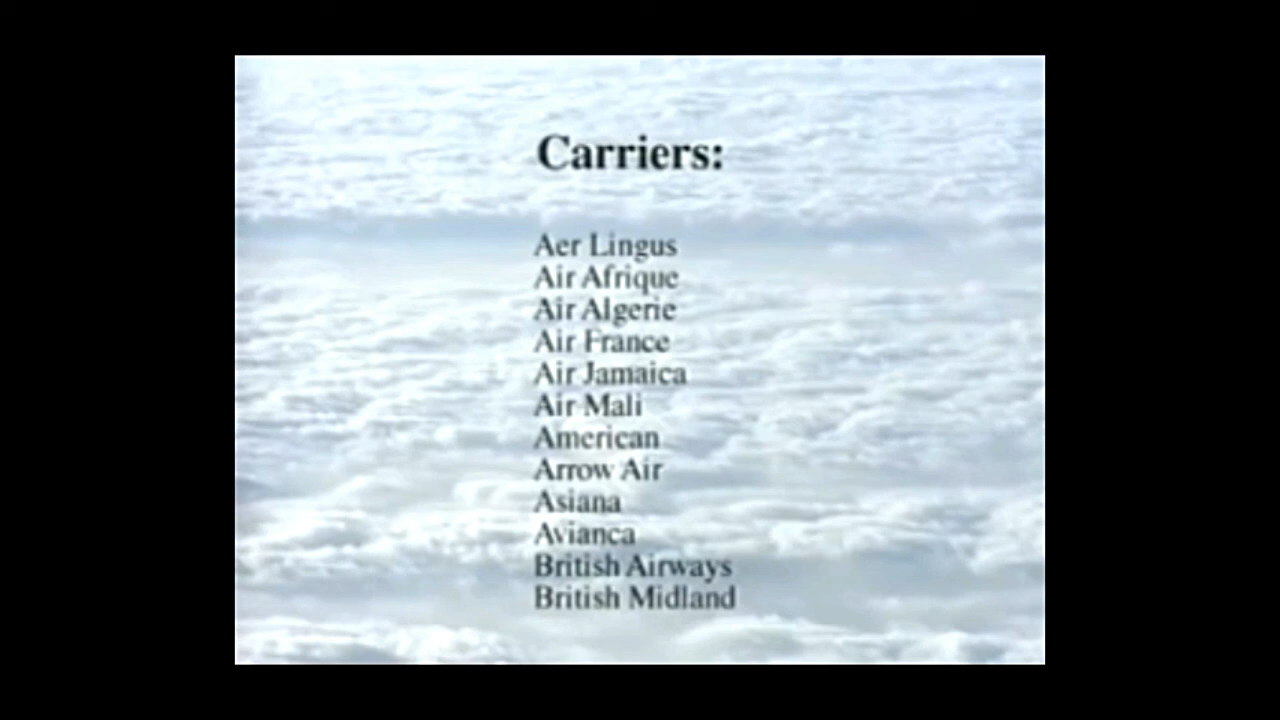 Carriers:
Aer Lingus
Air Afrique
Air Algerie
Air France
Air Jamaica
Air Mali
American
Arrow Air
Asiana
Avianca
British Airways
British Midland